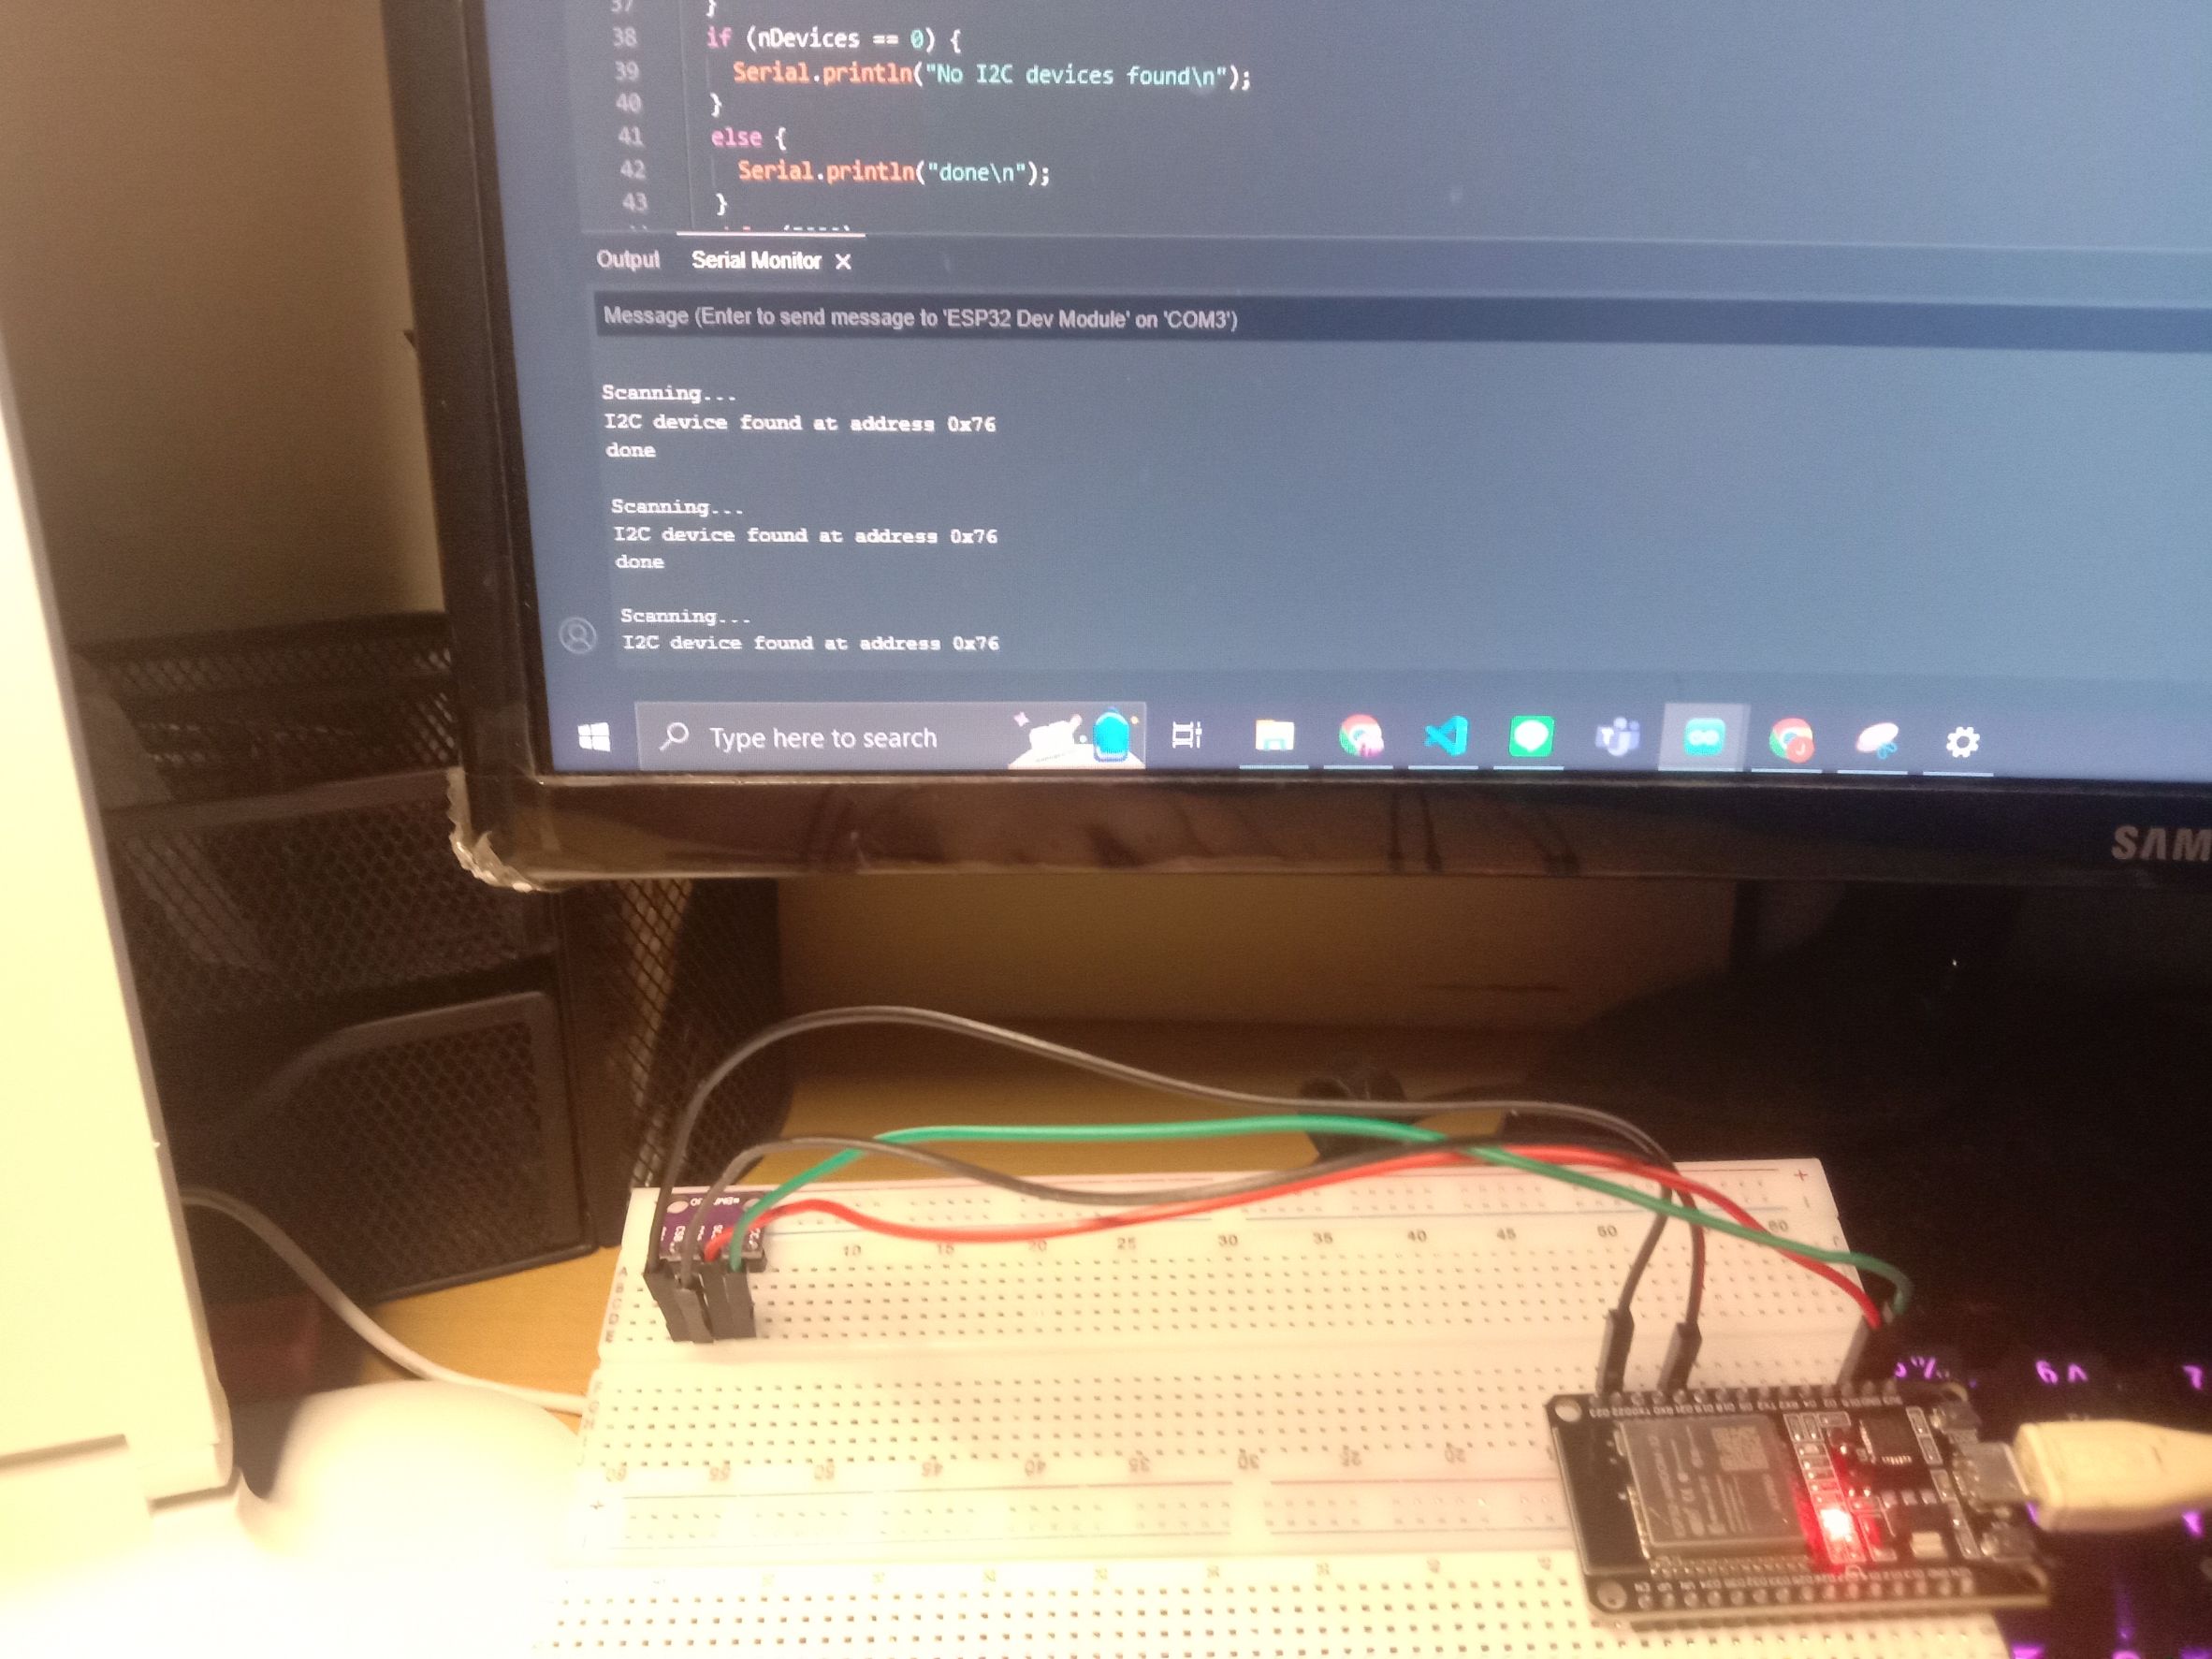 37 }
38 if (nDevices == 0) {
39 Serial.println("No I2C devices found\n");
40 }
41 else {
42 Serial.println("done\n");
43 }
Output Serial Monitor X
Message (Enter to send message to 'ESP32 Dev Module' on 'COM3')
Scanning...
I2C device found at address 0x76
done
Scanning...
I2C device found at address 0x76
done
Scanning...
I2C device found at address 0x76
Type here to search
SAM
10 15 20 25 30 35 40 45 50 60
60 55 50 45 40 35 30 25 20